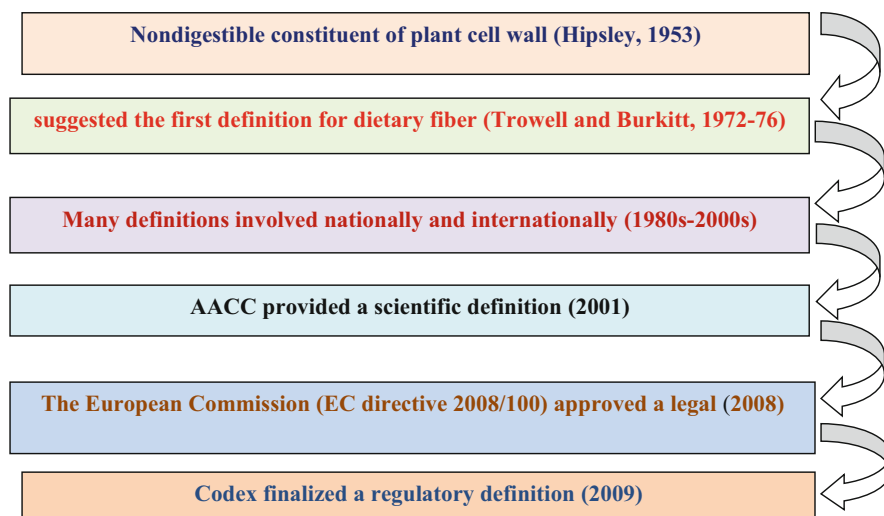 Nondigestible constituent of plant cell wall (Hipsley, 1953)
suggested the first definition for dietary fiber (Trowell and Burkitt, 1972-76)
Many definitions involved nationally and internationally (1980s-2000s)
AACC provided a scientific definition (2001)
The European Commission (EC directive 2008/100) approved a legal (2008)
Codex finalized a regulatory definition (2009)